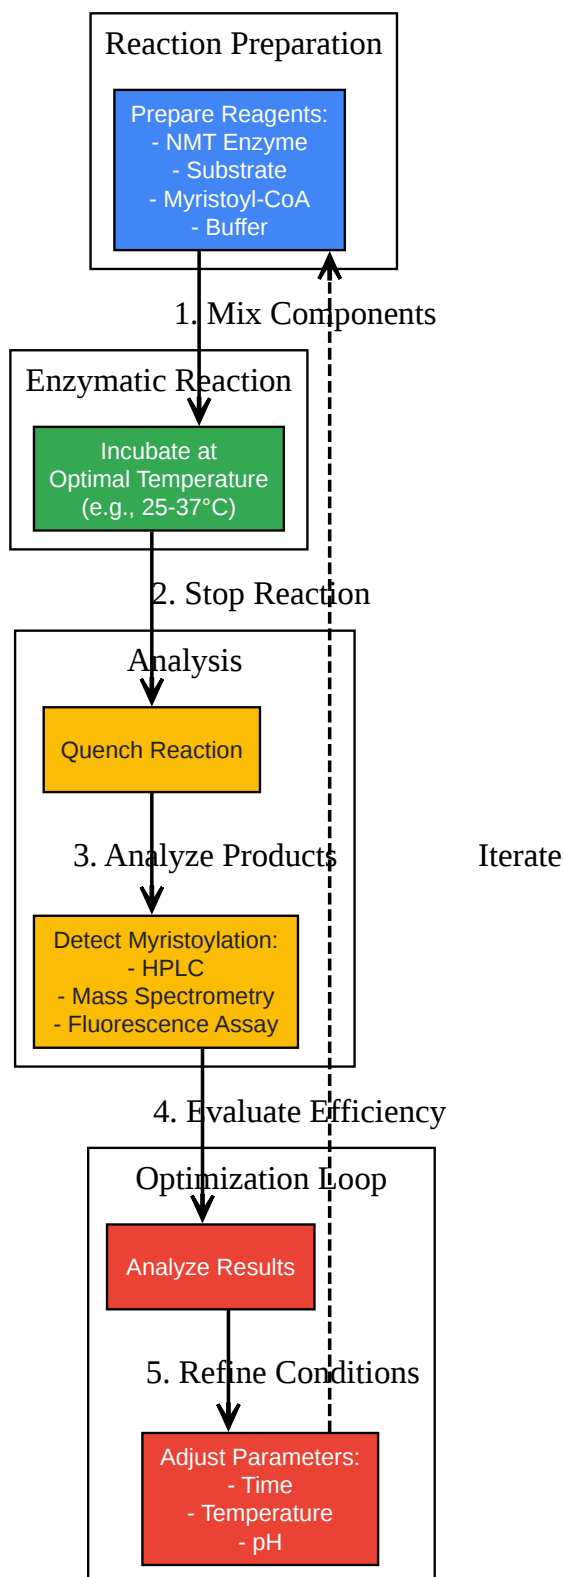 Reaction Preparation
Prepare Reagents:
- NMT Enzyme
- Substrate
- Myristoyl-CoA
- Buffer
1. Mix Components
Enzymatic Reaction
Incubate at
Optimal Temperature
(e.g., 25-37°C)
2. Stop Reaction
Analysis
Quench Reaction
3. Analyze Products
Iterate
Detect Myristoylation:
- HPLC
- Mass Spectrometry
- Fluorescence Assay
4. Evaluate Efficiency
Optimization Loop
Analyze Results
5. Refine Conditions
Adjust Parameters:
- Time
- Temperature
- pH